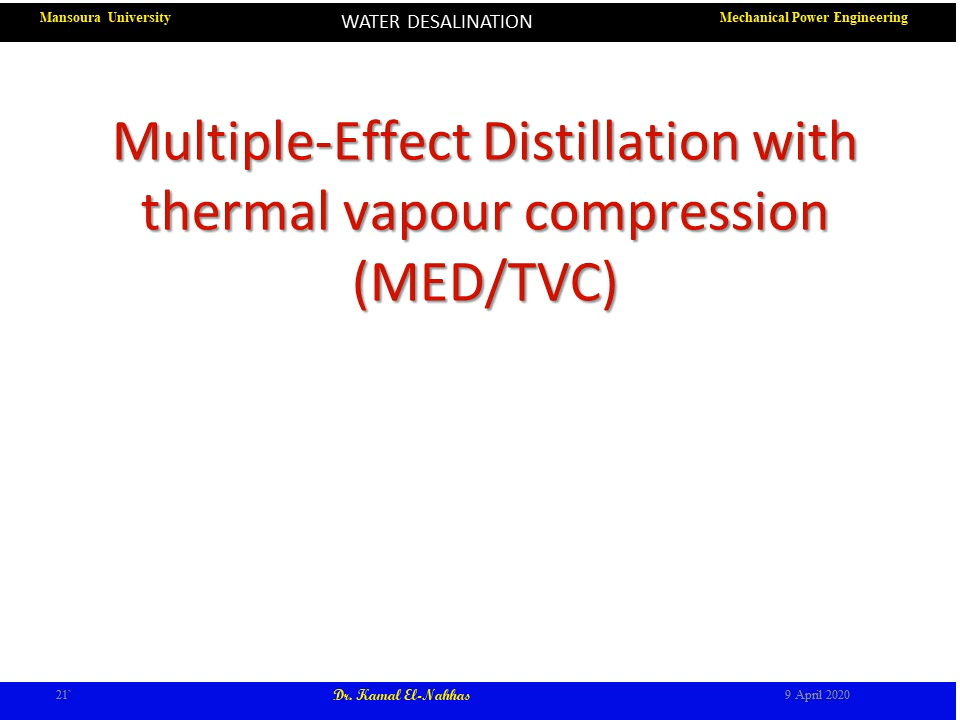 Mansoura University WATER DESALINATION Mechanical Power Engineering
Multiple-Effect Distillation with
thermal vapour compression
(MED/TVC)
21` Dr. Kamal El-Nahhas 9 April 2020